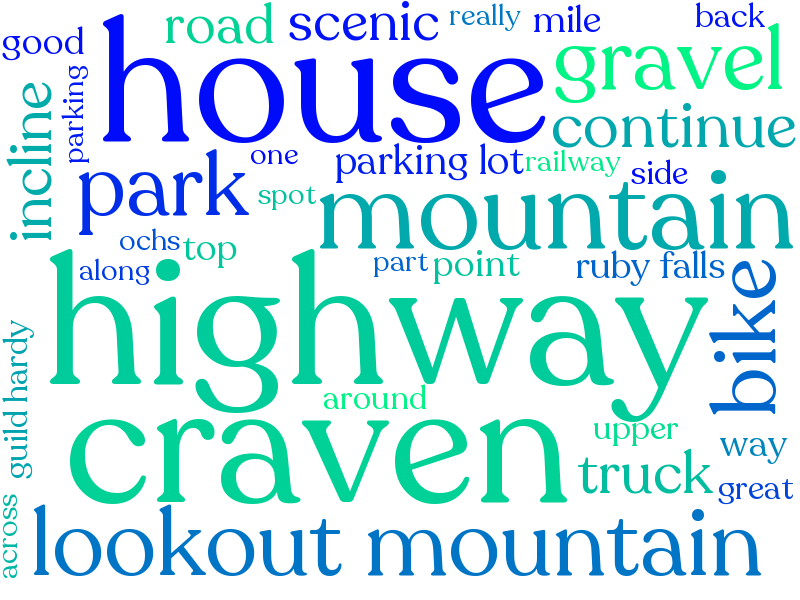 good
road
scenic
really
mile
back
house
gravel
parking
incline
continue
one
parking lot
railway
side
park
spot
mountain
ochs
top
along
part
point
ruby falls
highway
bike
guild hardy
around
craven
upper
way
truck
great
across
lookout mountain